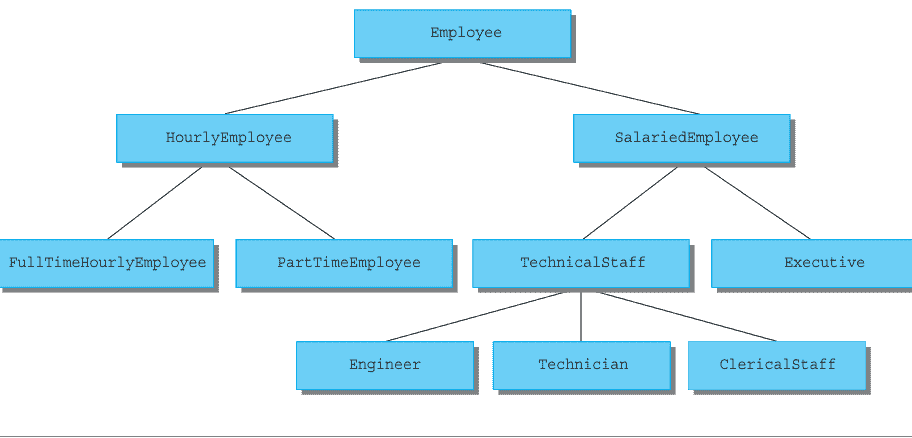 Employee
HourlyEmployee
SalariedEmployee
FullTimeHourlyEmployee
PartTimeEmployee
TechnicalStaff
Executive
Engineer
Technician
ClericalStaff